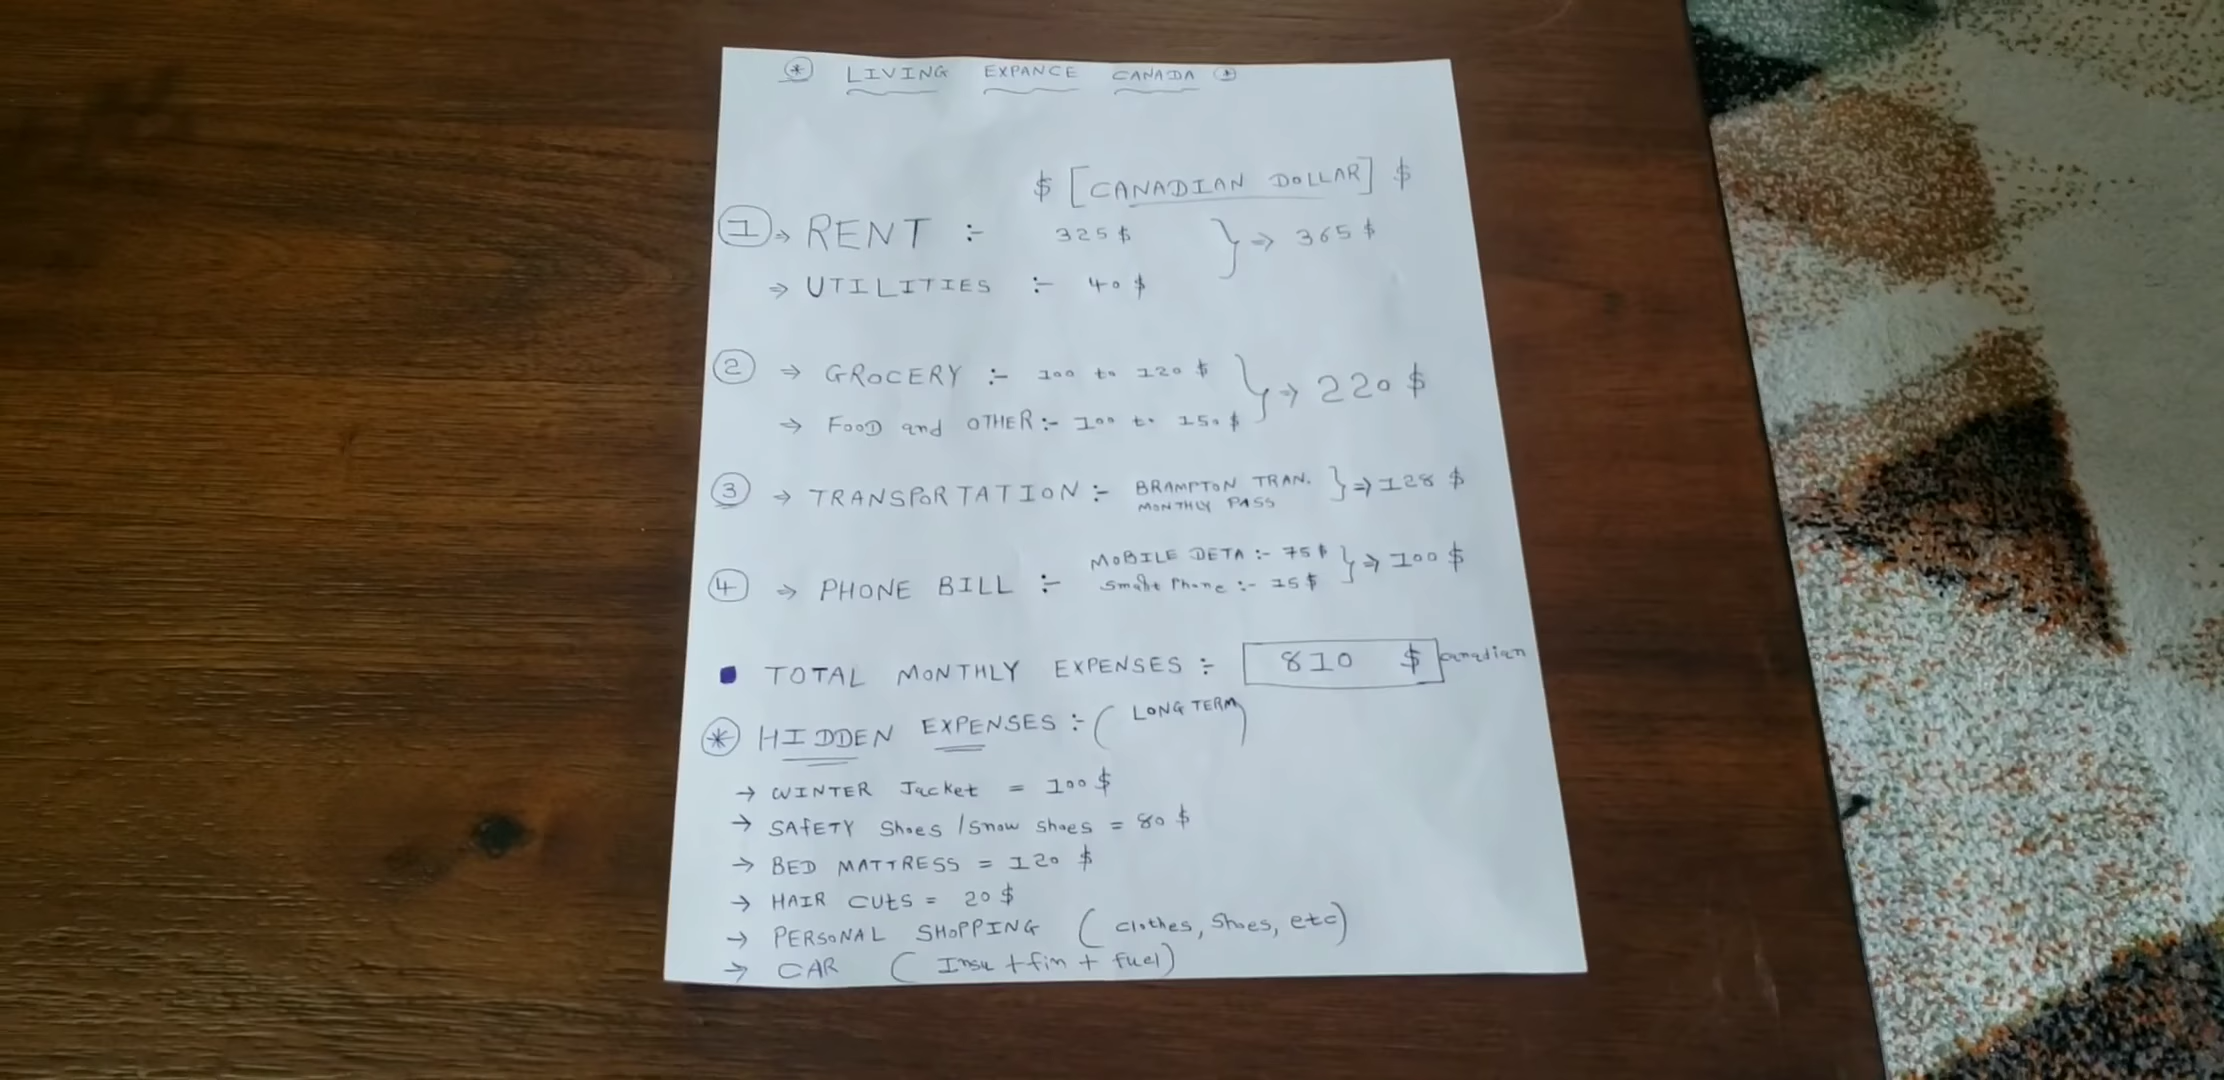 * LIVING EXPANCE CANADA *
$ [CANADIAN DOLLAR] $
1 ⇒ RENT :- 325 $ } ⇒ 365 $
⇒ UTILITIES :- 40 $
2 ⇒ GROCERY :- 100 to 120 $ } ⇒ 220 $
⇒ FOOD and OTHER :- 100 to 150 $
3 ⇒ TRANSPORTATION :- BRAMPTON TRAN. } ⇒ 128 $
MONTHLY PASS
MOBILE DETA :- 75 $ } ⇒ 100 $
4 ⇒ PHONE BILL :- Smart Phone :- 25 $
TOTAL MONTHLY EXPENSES :- 810 $ canadian
* HIDDEN EXPENSES :- ( LONG TERM )
→ WINTER Jacket = 100 $
→ SAFETY Shoes / Snow shoes = 80 $
→ BED MATTRESS = 120 $
→ HAIR CUTS = 20 $
→ PERSONAL SHOPPING ( clothes, Shoes, etc)
→ CAR ( Insu + fin + fuel)